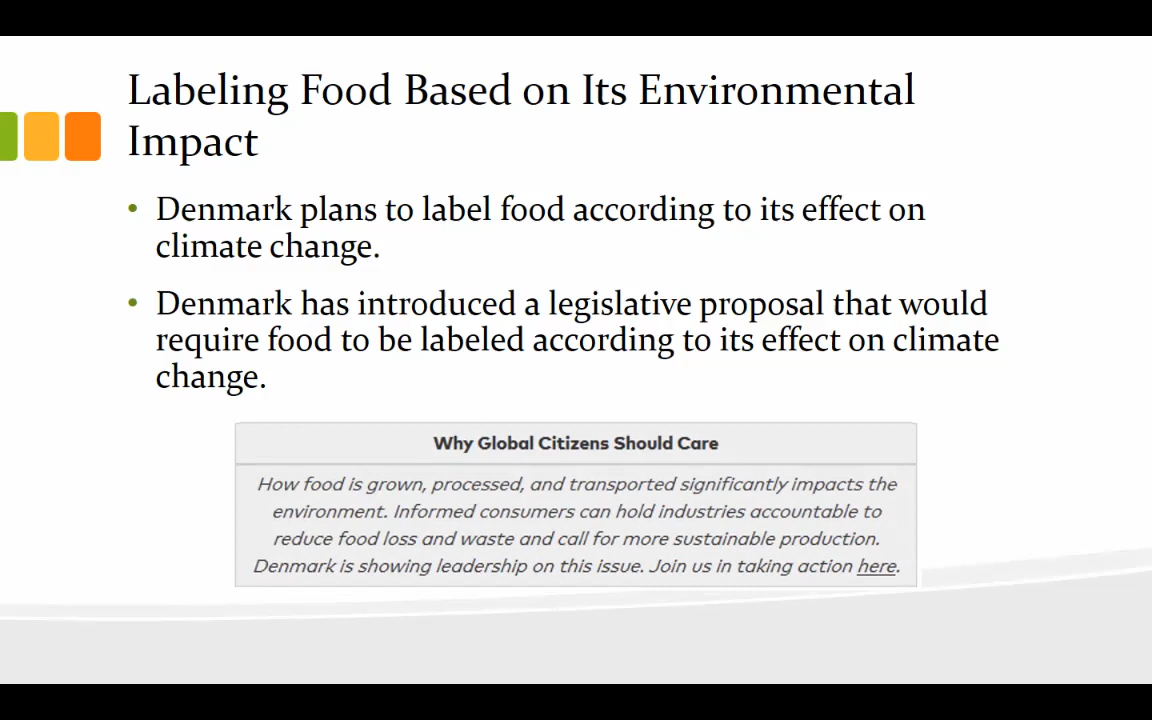 Labeling Food Based on Its Environmental
Impact
• Denmark plans to label food according to its effect on
climate change.
• Denmark has introduced a legislative proposal that would
require food to be labeled according to its effect on climate
change.
Why Global Citizens Should Care
How food is grown, processed, and transported significantly impacts the
environment. Informed consumers can hold industries accountable to
reduce food loss and waste and call for more sustainable production.
Denmark is showing leadership on this issue. Join us in taking action here.